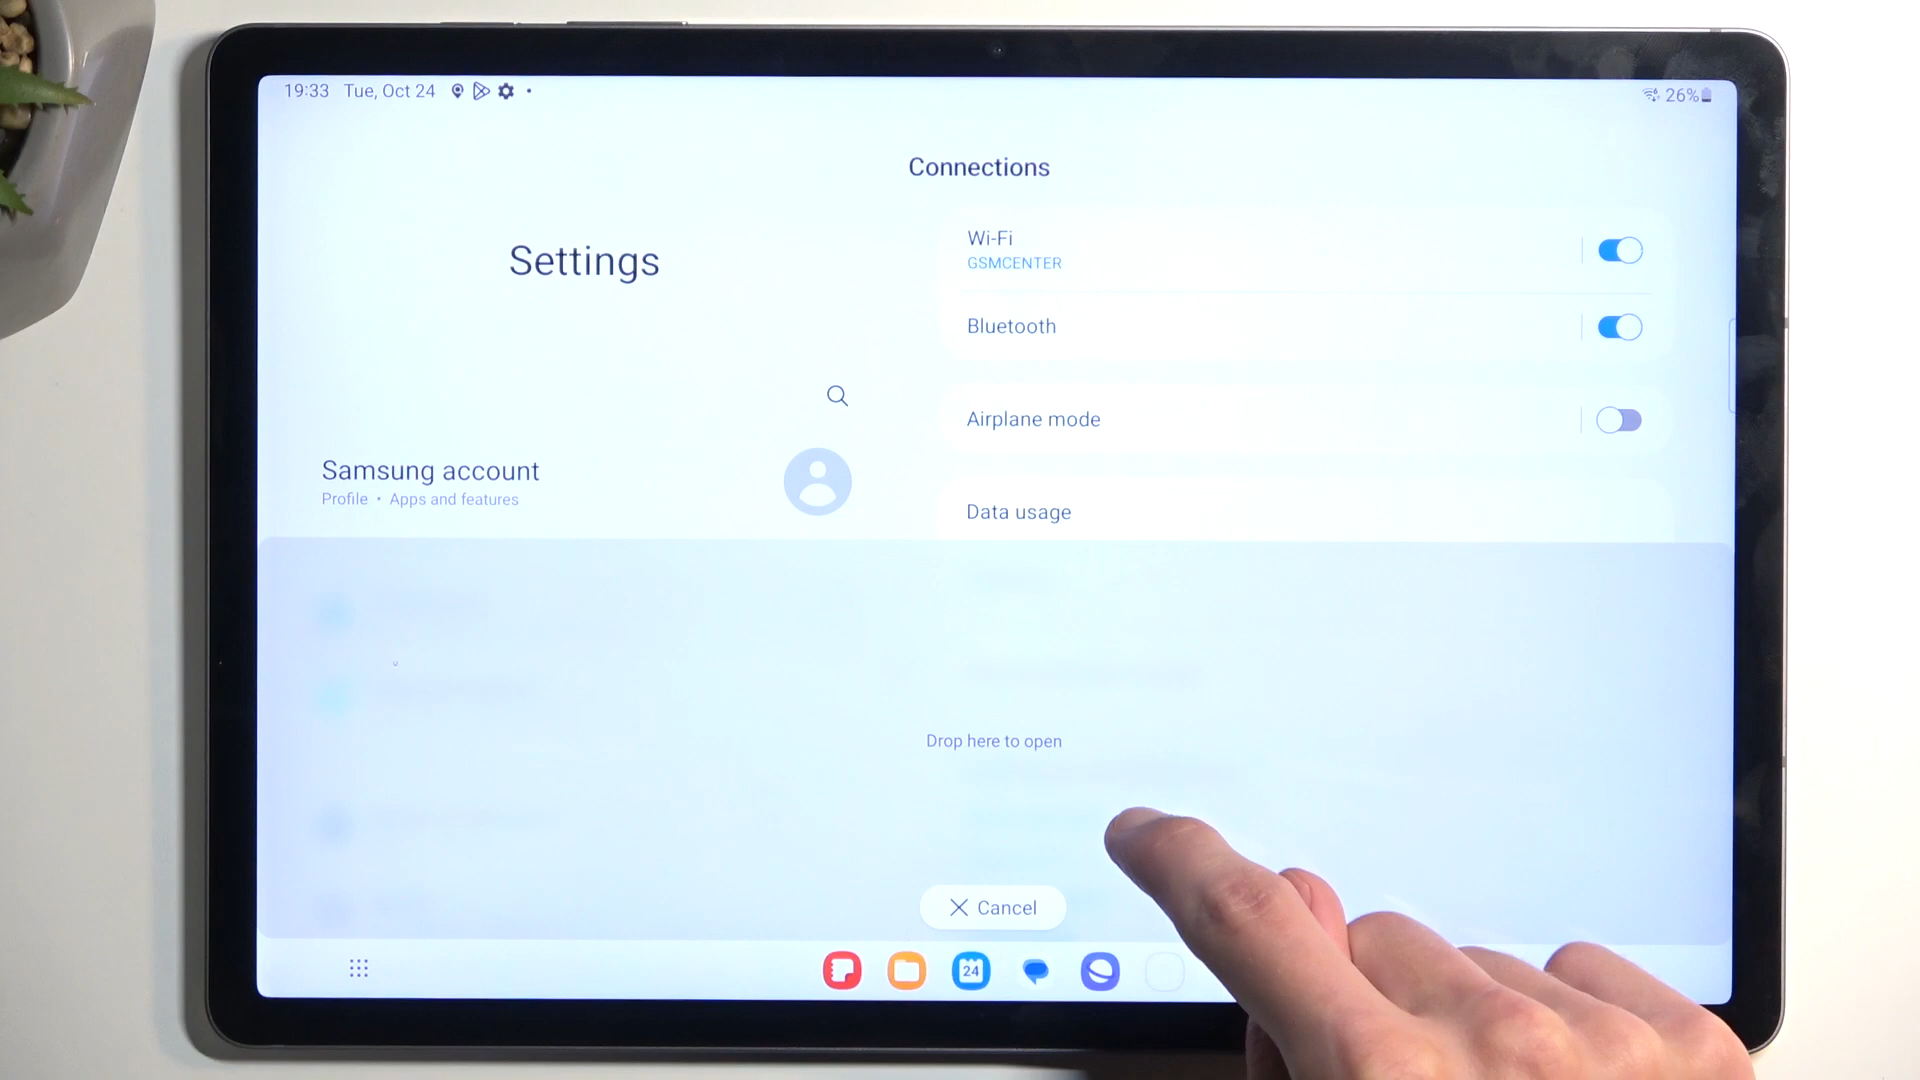 19:33 Tue, Oct 24
26%
Connections
Settings
Wi-Fi
GSMCENTER
Bluetooth
Airplane mode
Samsung account
Profile • Apps and features
Data usage
Drop here to open
Cancel
24